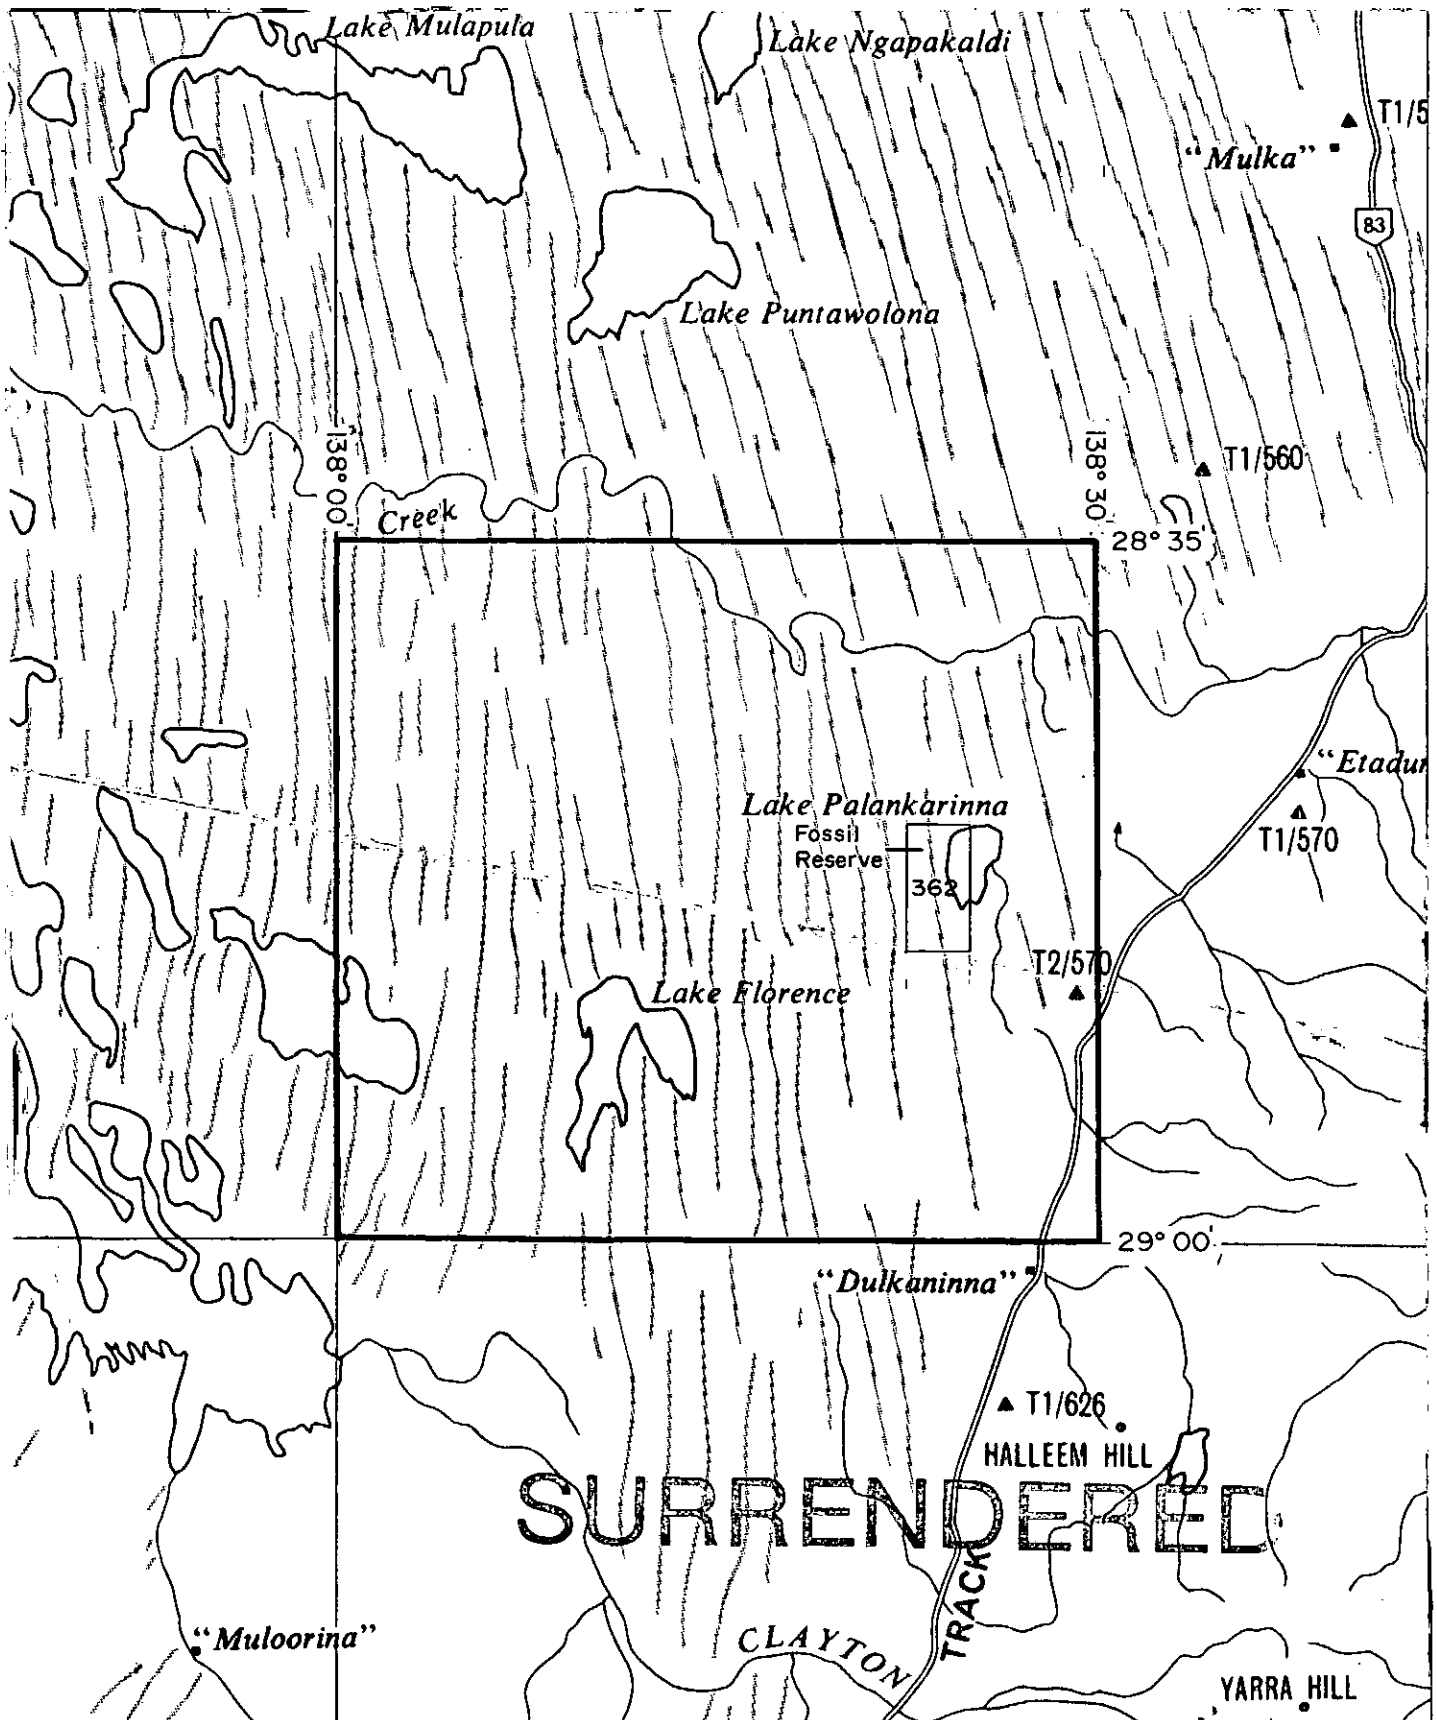 Lake Mulapula
Lake Ngapakaldi
T1/5
"Mulka"
83
Lake Puntawolona
138° 00'
138° 30'
T1/560
Creek
28° 35'
"Etadu
Lake Palankarinna
Fossil
Reserve
362
T1/570
T2/570
Lake Florence
29° 00'
"Dulkaninna"
T1/626
HALLEEM HILL
SURRENDERED
TRACK
"Muloorina"
CLAYTON
YARRA HILL